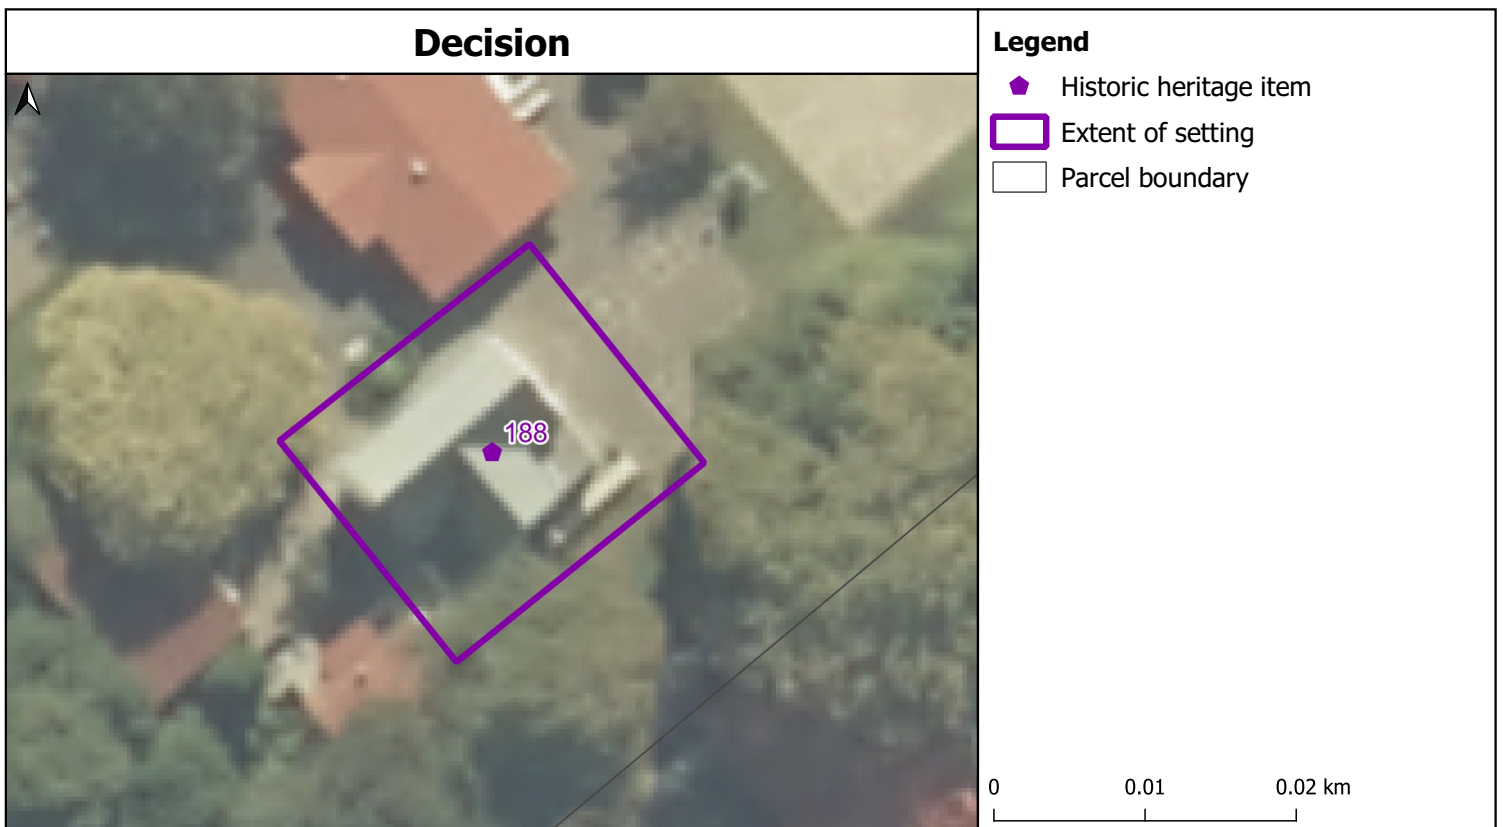 Decision
188
Legend
Historic heritage item
Extent of setting
Parcel boundary
0 0.01 0.02 km